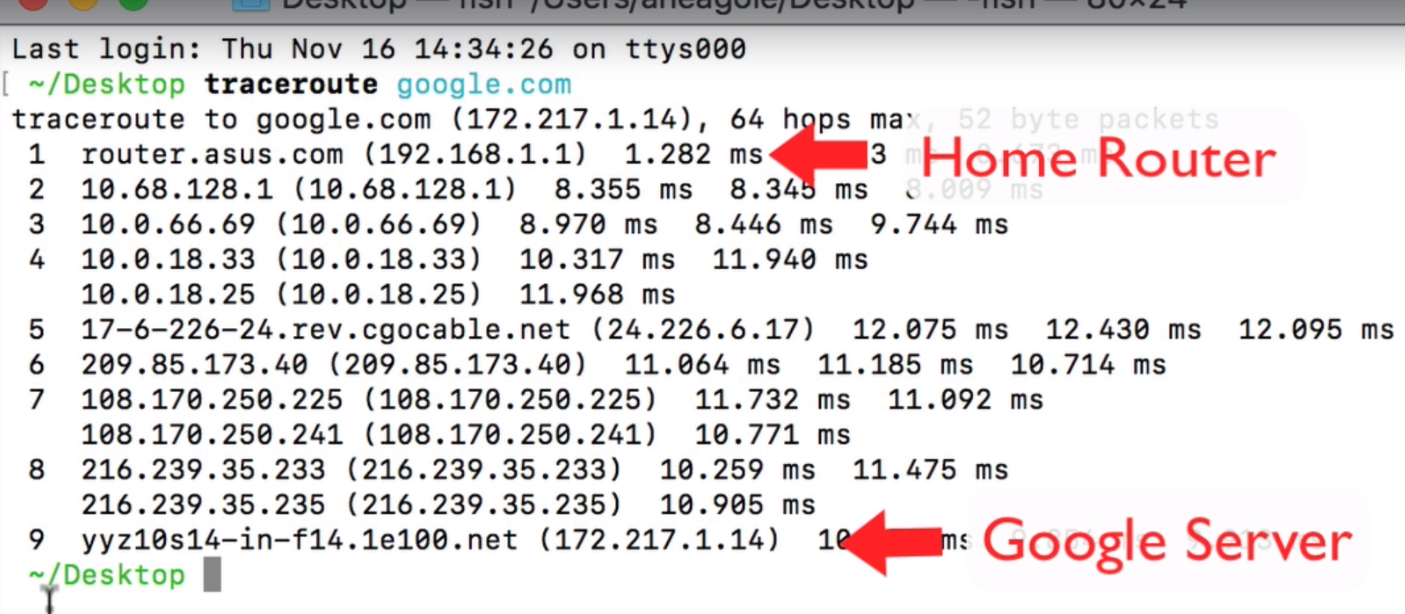 Desktop — fish /Users/aneagoie/Desktop — -fish — 80×24
Last login: Thu Nov 16 14:34:26 on ttys000
[ ~/Desktop traceroute google.com
traceroute to google.com (172.217.1.14), 64 hops max, 52 byte packets
1 router.asus.com (192.168.1.1) 1.282 ms
Home Router
2 10.68.128.1 (10.68.128.1) 8.355 ms 8.345 ms 8.009 ms
3 10.0.66.69 (10.0.66.69) 8.970 ms 8.446 ms 9.744 ms
4 10.0.18.33 (10.0.18.33) 10.317 ms 11.940 ms
10.0.18.25 (10.0.18.25) 11.968 ms
5 17-6-226-24.rev.cgocable.net (24.226.6.17) 12.075 ms 12.430 ms 12.095 ms
6 209.85.173.40 (209.85.173.40) 11.064 ms 11.185 ms 10.714 ms
7 108.170.250.225 (108.170.250.225) 11.732 ms 11.092 ms
108.170.250.241 (108.170.250.241) 10.771 ms
8 216.239.35.233 (216.239.35.233) 10.259 ms 11.475 ms
216.239.35.235 (216.239.35.235) 10.905 ms
9 yyz10s14-in-f14.1e100.net (172.217.1.14) ms
Google Server
~/Desktop